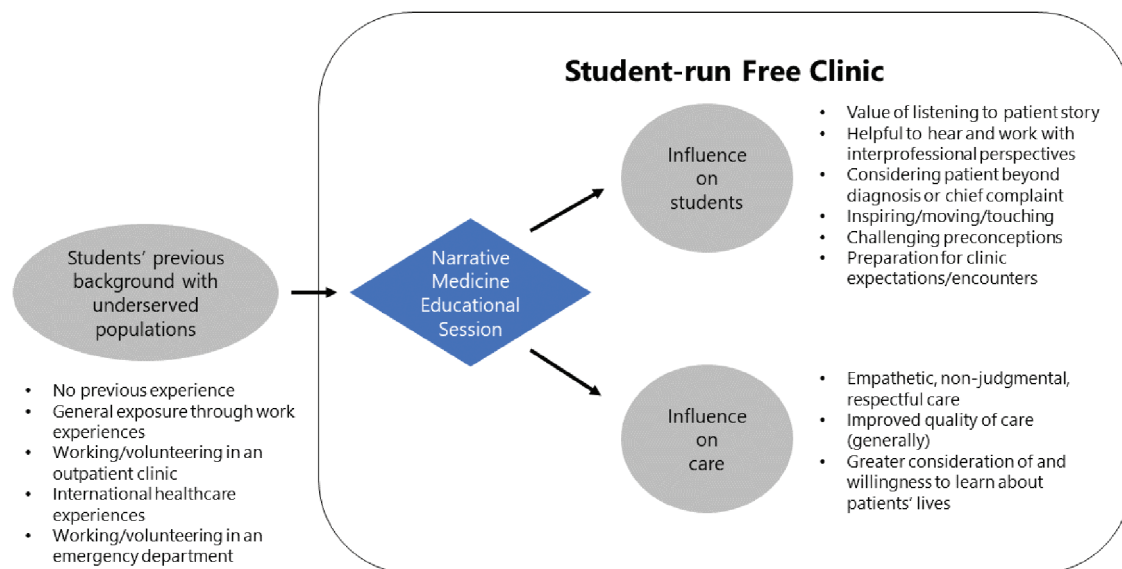 Student-run Free Clinic
Students' previous
background with
underserved
populations
• No previous experience
• General exposure through work
experiences
• Working/volunteering in an
outpatient clinic
• International healthcare
experiences
• Working/volunteering in an
emergency department
Narrative
Medicine
Educational
Session
Influence
on
students
• Value of listening to patient story
• Helpful to hear and work with
interprofessional perspectives
• Considering patient beyond
diagnosis or chief complaint
• Inspiring/moving/touching
• Challenging preconceptions
• Preparation for clinic
expectations/encounters
Influence
on
care
• Empathetic, non-judgmental,
respectful care
• Improved quality of care
(generally)
• Greater consideration of and
willingness to learn about
patients' lives